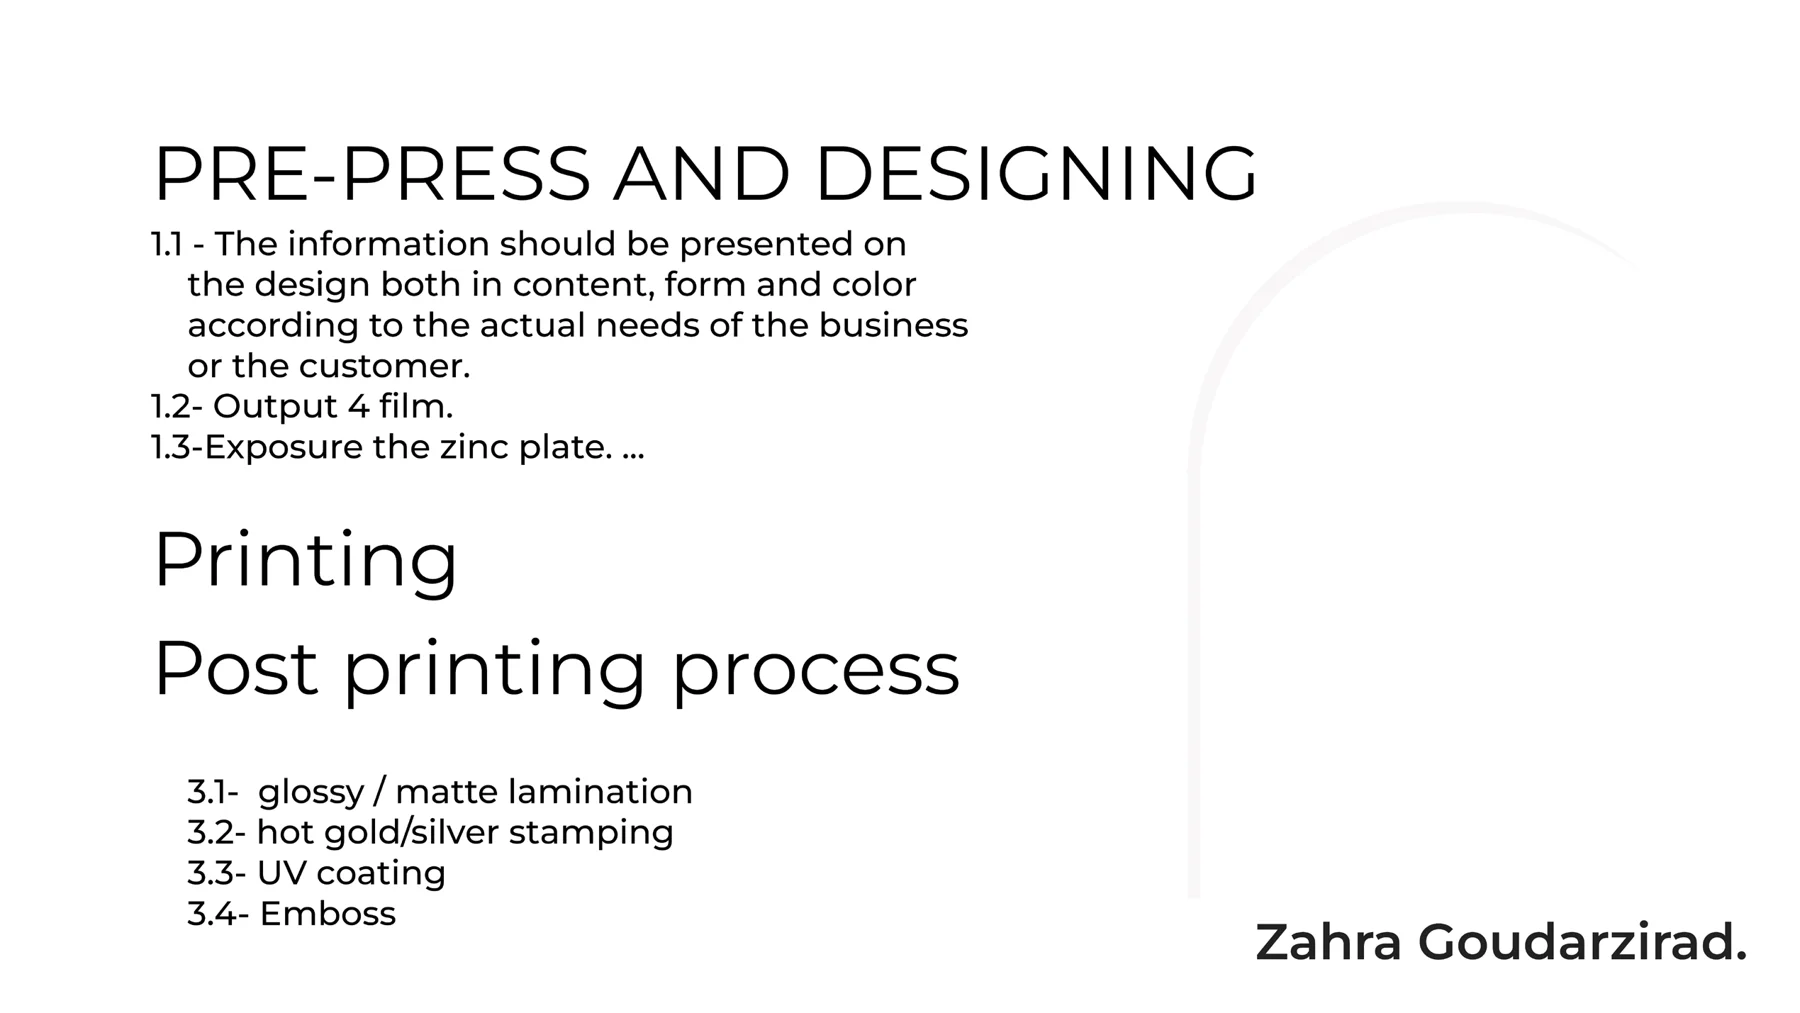 PRE-PRESS AND DESIGNING
1.1 - The information should be presented on
the design both in content, form and color
according to the actual needs of the business
or the customer.
1.2- Output 4 film.
1.3-Exposure the zinc plate. ...
Printing
Post printing process
3.1-  glossy / matte lamination
3.2- hot gold/silver stamping
3.3- UV coating
3.4- Emboss
Zahra Goudarzirad.